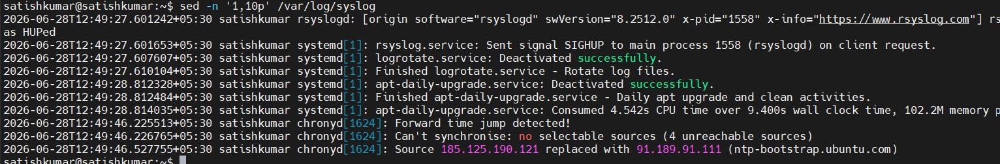 satishkumar@satishkumar:~$ sed -n '1,10p' /var/log/syslog
2026-06-28T12:49:27.601242+05:30 satishkumar rsyslogd: [origin software="rsyslogd" swVersion="8.2512.0" x-pid="1558" x-info="https://www.rsyslog.com"] rs
as HUPed
2026-06-28T12:49:27.601653+05:30 satishkumar systemd[1]: rsyslog.service: Sent signal SIGHUP to main process 1558 (rsyslogd) on client request.
2026-06-28T12:49:27.607607+05:30 satishkumar systemd[1]: logrotate.service: Deactivated successfully.
2026-06-28T12:49:27.610104+05:30 satishkumar systemd[1]: Finished logrotate.service - Rotate log files.
2026-06-28T12:49:28.812328+05:30 satishkumar systemd[1]: apt-daily-upgrade.service: Deactivated successfully.
2026-06-28T12:49:28.812484+05:30 satishkumar systemd[1]: Finished apt-daily-upgrade.service - Daily apt upgrade and clean activities.
2026-06-28T12:49:28.814035+05:30 satishkumar systemd[1]: apt-daily-upgrade.service: Consumed 4.542s CPU time over 9.400s wall clock time, 102.2M memory p
2026-06-28T12:49:46.225513+05:30 satishkumar chronyd[1624]: Forward time jump detected!
2026-06-28T12:49:46.226765+05:30 satishkumar chronyd[1624]: Can't synchronise: no selectable sources (4 unreachable sources)
2026-06-28T12:49:46.527755+05:30 satishkumar chronyd[1624]: Source 185.125.190.121 replaced with 91.189.91.111 (ntp-bootstrap.ubuntu.com)
satishkumar@satishkumar:~$